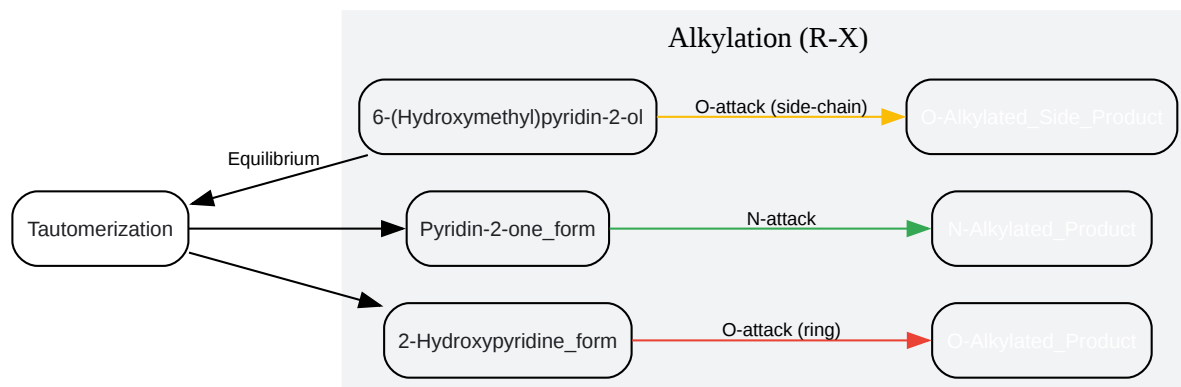 Alkylation (R-X)
6-(Hydroxymethyl)pyridin-2-ol
O-attack (side-chain)
O-Alkylated_Side_Product
Equilibrium
Tautomerization
Pyridin-2-one_form
N-attack
N-Alkylated_Product
2-Hydroxypyridine_form
O-attack (ring)
O-Alkylated_Product